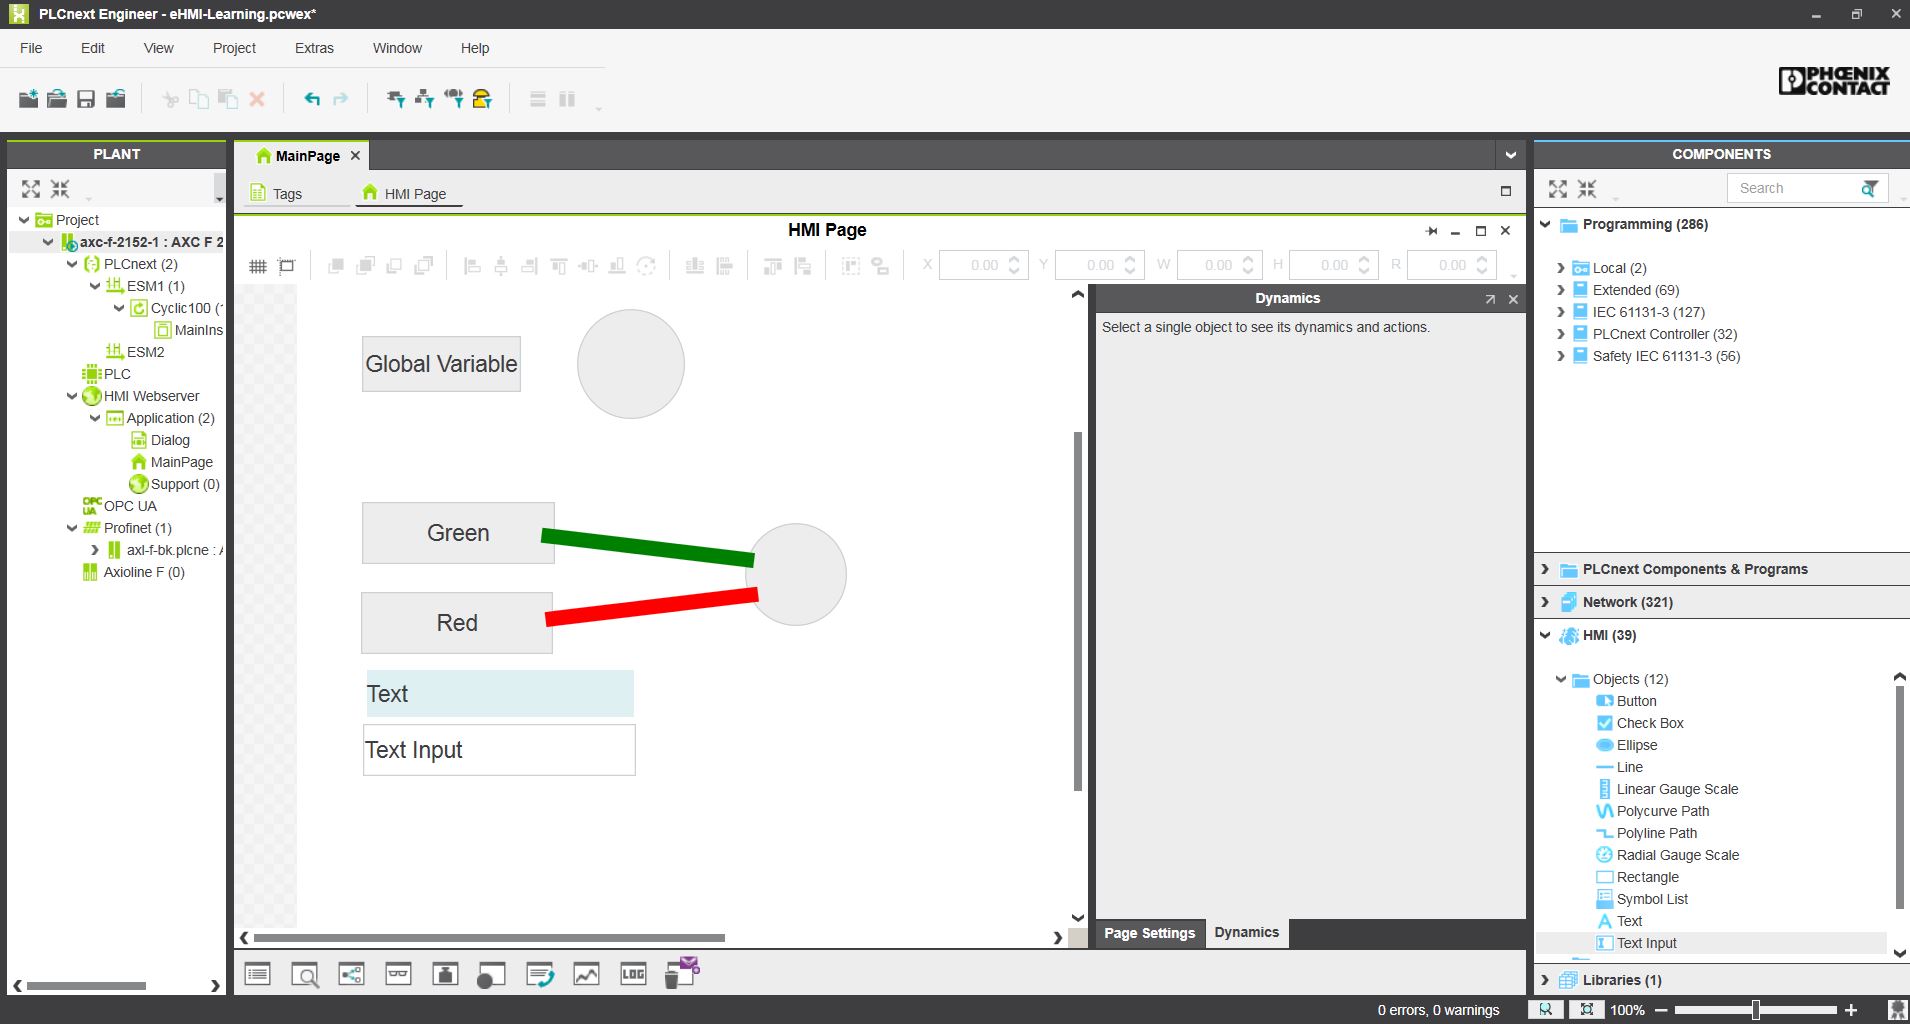 PLCnext Engineer - eHMI-Learning.pcwex*
File Edit View Project Extras Window Help
PHŒNIX
CONTACT
PLANT
Project
axc-f-2152-1 : AXC F 2
PLCnext (2)
ESM1 (1)
Cyclic100 (1
MainIns
ESM2
PLC
HMI Webserver
Application (2)
Dialog
MainPage
Support (0)
OPC
UA
OPC UA
Profinet (1)
axl-f-bk.plcne : A
Axioline F (0)
MainPage
Tags
HMI Page
HMI Page
X 0.00 Y 0.00 W 0.00 H 0.00 R 0.00
Global Variable
Green
Red
Text
Text Input
Dynamics
Select a single object to see its dynamics and actions.
Page Settings Dynamics
LOG
COMPONENTS
Search
Programming (286)
Local (2)
Extended (69)
IEC 61131-3 (127)
PLCnext Controller (32)
Safety IEC 61131-3 (56)
PLCnext Components & Programs
Network (321)
HMI (39)
Objects (12)
Button
Check Box
Ellipse
Line
Linear Gauge Scale
Polycurve Path
Polyline Path
Radial Gauge Scale
Rectangle
Symbol List
Text
Text Input
Libraries (1)
0 errors, 0 warnings
100%